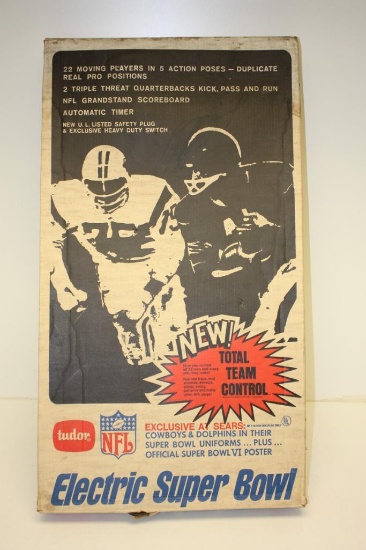 22 MOVING PLAYERS IN 5 ACTION POSES — DUPLICATE
REAL PRO POSITIONS
2 TRIPLE THREAT QUARTERBACKS KICK, PASS AND RUN
NFL GRANDSTAND SCOREBOARD
AUTOMATIC TIMER
NEW U.L. LISTED SAFETY PLUG
& EXCLUSIVE HEAVY DUTY SWITCH
NEW!
TOTAL
TEAM
CONTROL
tudor
NFL
EXCLUSIVE AT SEARS:
COWBOYS & DOLPHINS IN THEIR
SUPER BOWL UNIFORMS ... PLUS ...
OFFICIAL SUPER BOWL VI POSTER
Electric Super Bowl